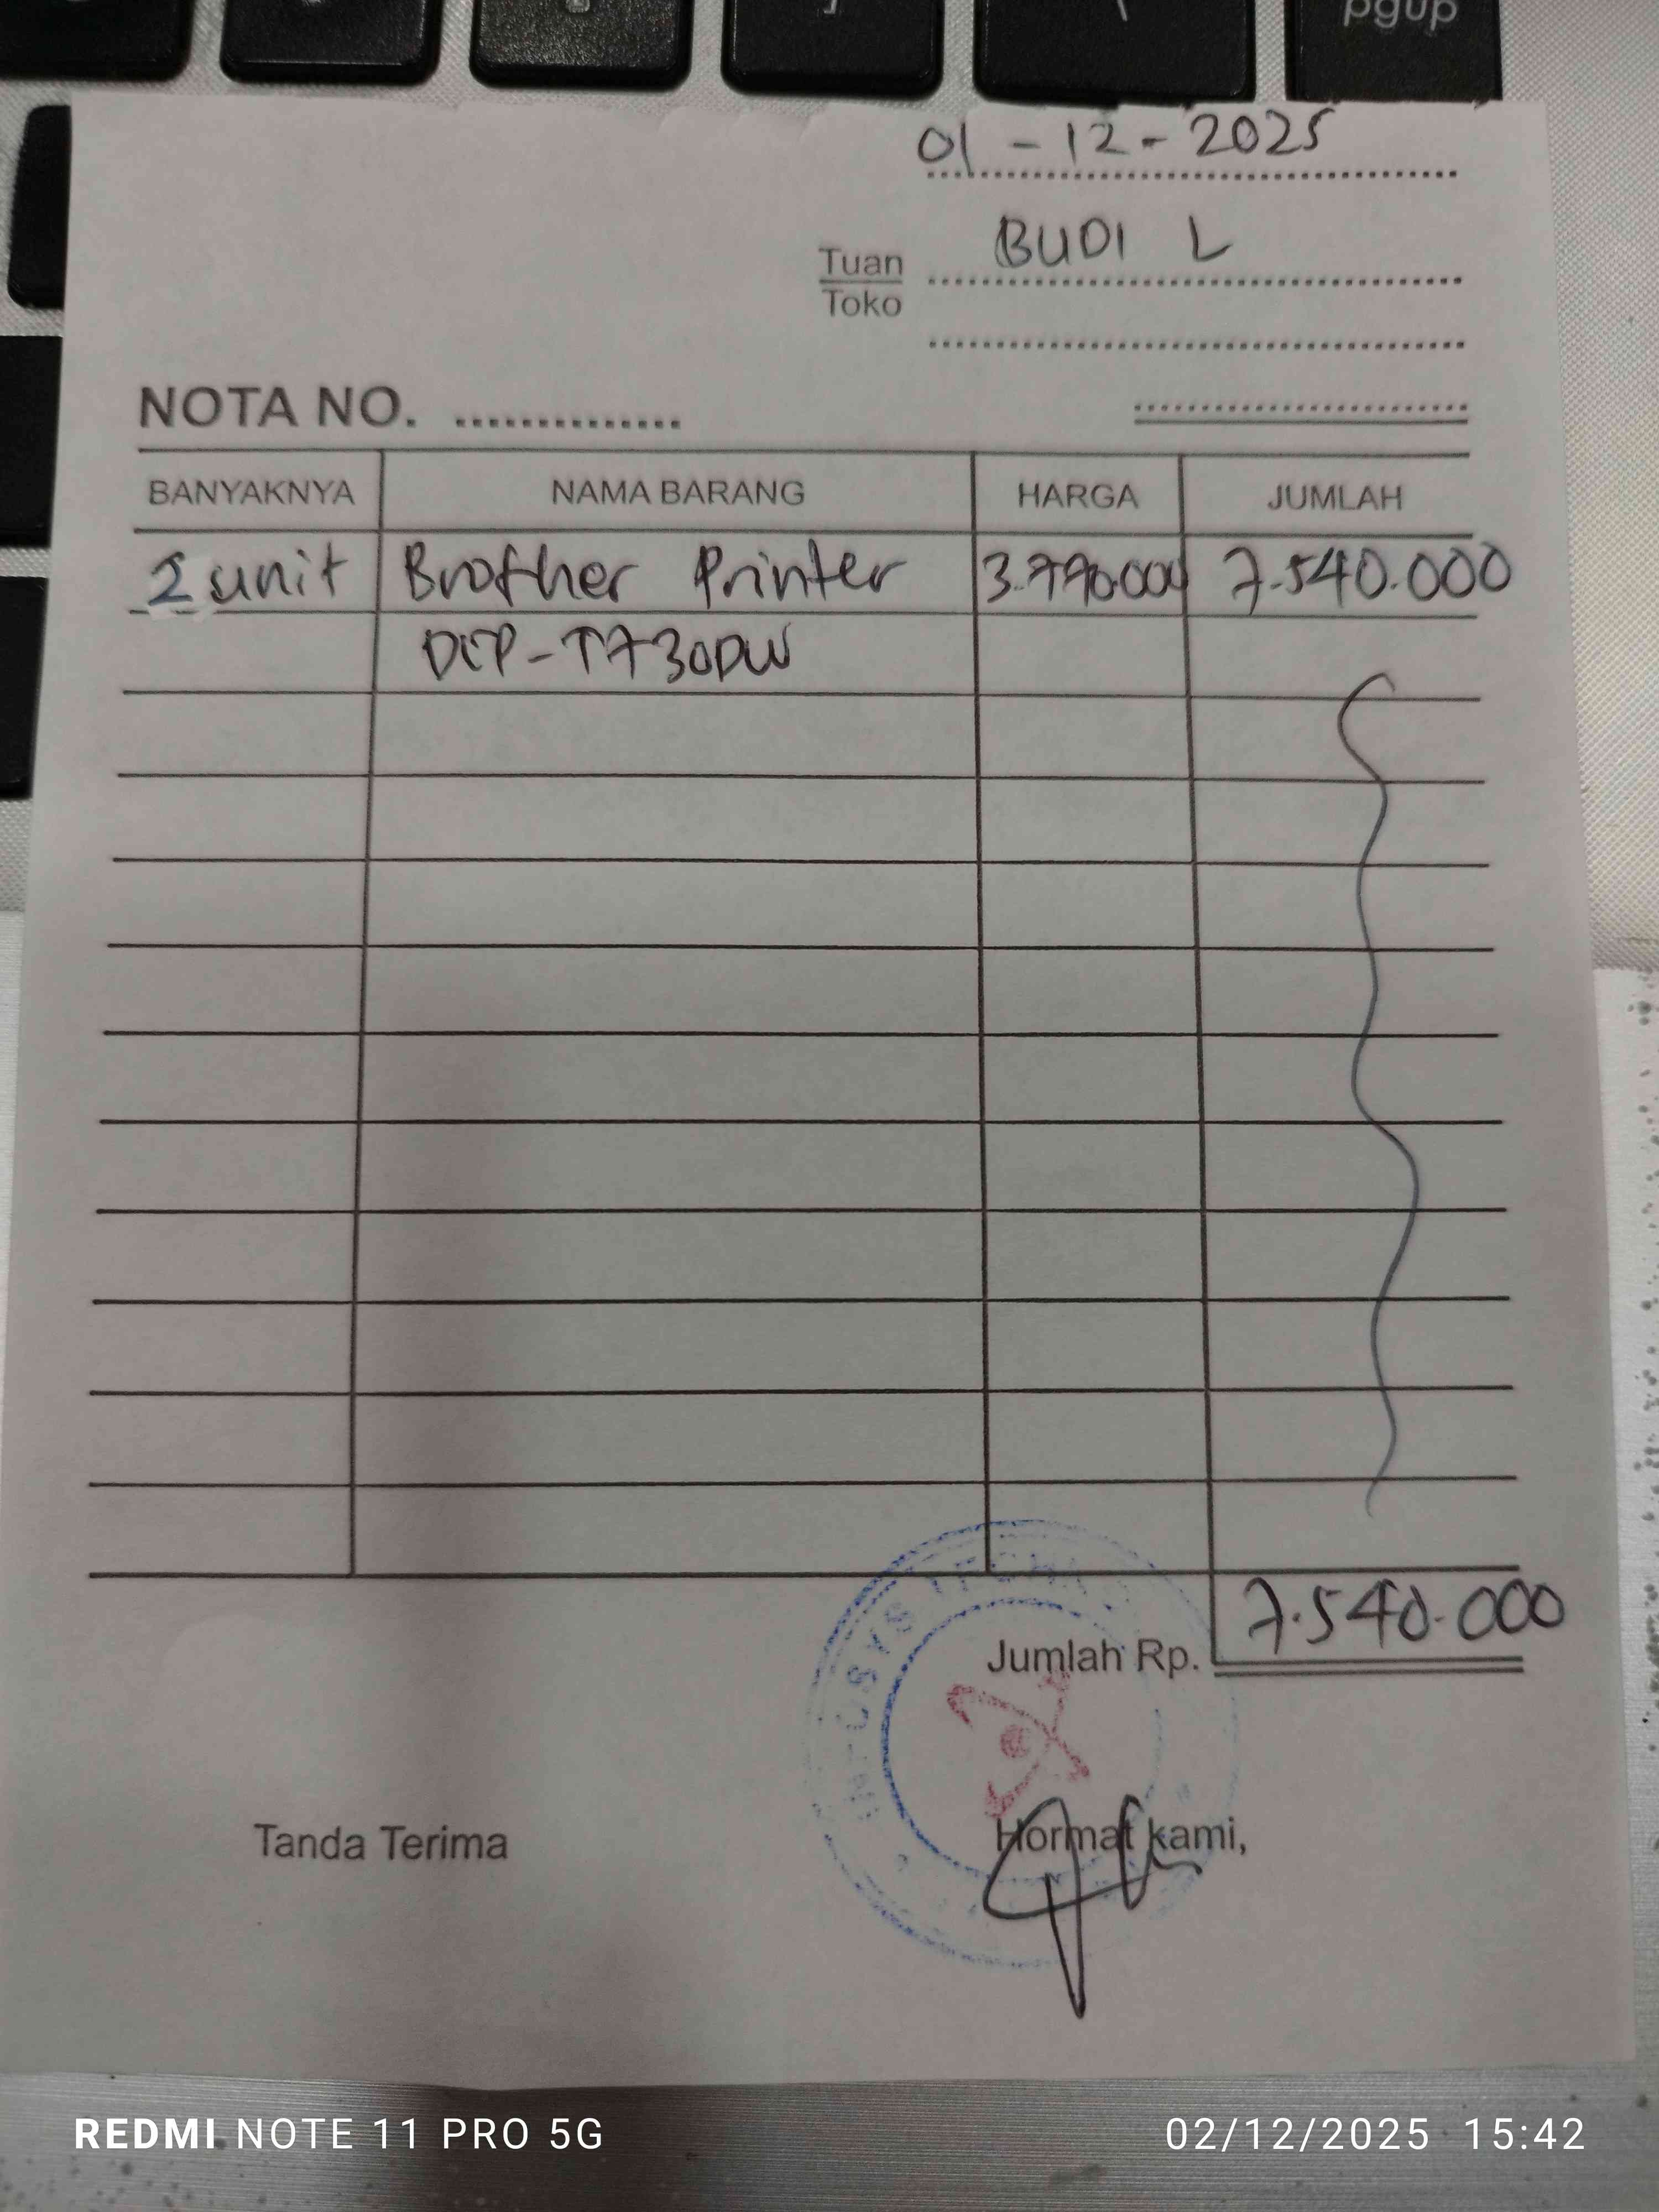 pgup
01 - 12 - 2025
Tuan BUDI L
Toko
NOTA NO. ..............
BANYAKNYA NAMA BARANG HARGA JUMLAH
2 unit Brother Printer 3.770.000 7.540.000
DCP-T730DW
Jumlah Rp. 7.540.000
Tanda Terima Hormat kami,
REDMI NOTE 11 PRO 5G 02/12/2025 15:42